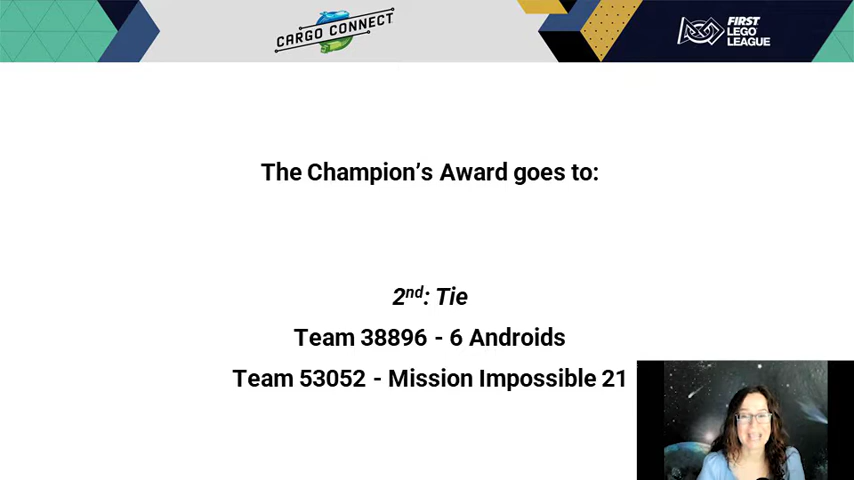 CARGO CONNECT
FIRST
LEGO
LEAGUE
The Champion's Award goes to:
2nd: Tie
Team 38896 - 6 Androids
Team 53052 - Mission Impossible 21